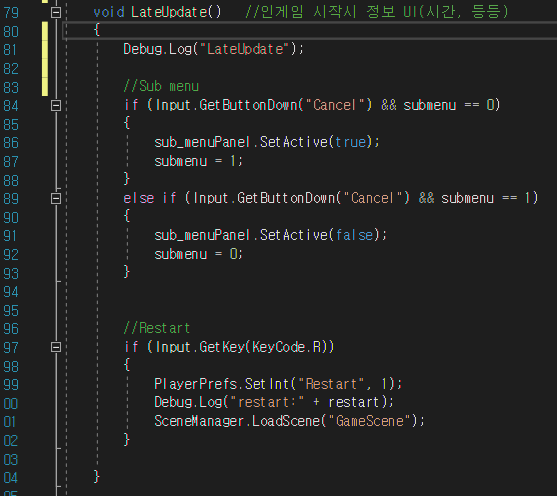 79 void LateUpdate() //인게임 시작시 정보 UI(시간, 등등)
80 {
81 Debug.Log("LateUpdate");
82
83 //Sub menu
84 if (Input.GetButtonDown("Cancel") && submenu == 0)
85 {
86 sub_menuPanel.SetActive(true);
87 submenu = 1;
88 }
89 else if (Input.GetButtonDown("Cancel") && submenu == 1)
90 {
91 sub_menuPanel.SetActive(false);
92 submenu = 0;
93 }
94
95
96 //Restart
97 if (Input.GetKey(KeyCode.R))
98 {
99 PlayerPrefs.SetInt("Restart", 1);
00 Debug.Log("restart:" + restart);
01 SceneManager.LoadScene("GameScene");
02 }
03
04 }